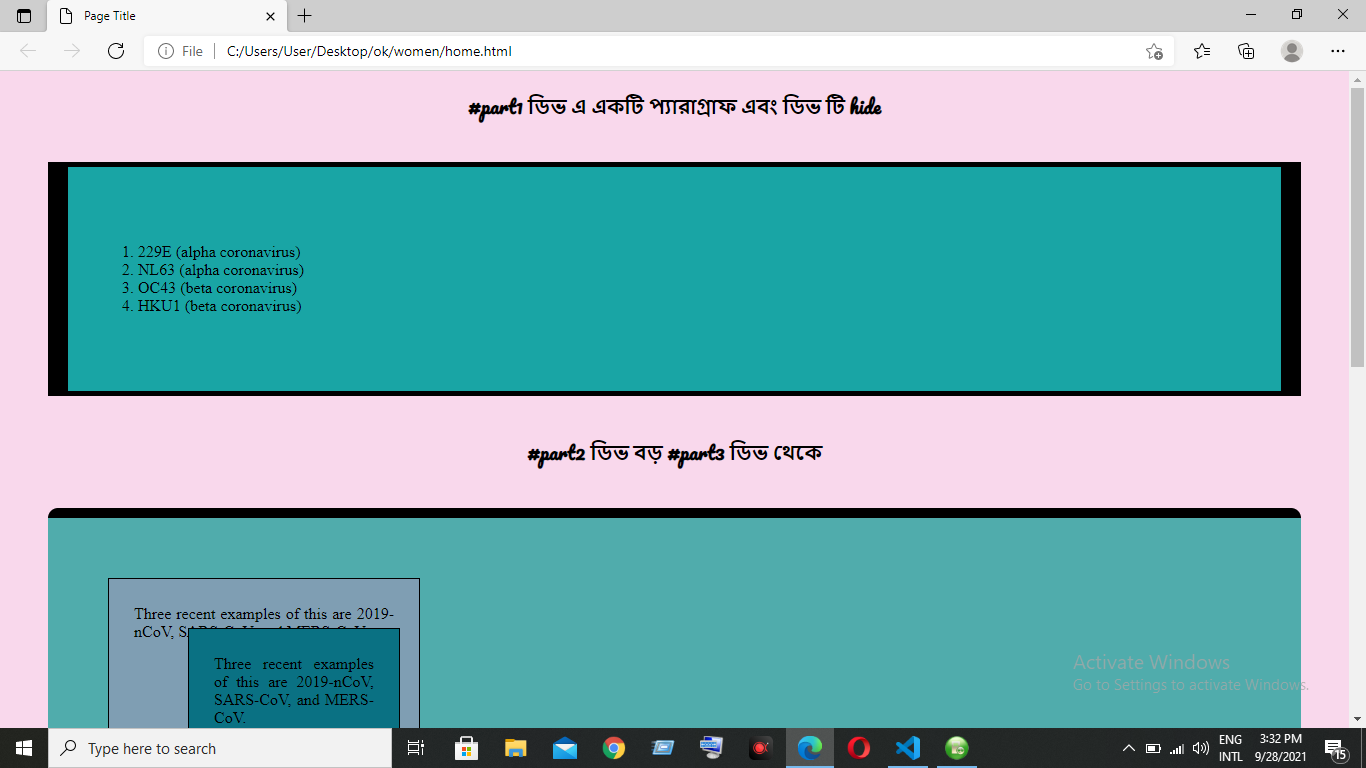 Page Title
File
C:/Users/User/Desktop/ok/women/home.html
#part1 ডিভ এ একটি প্যারাগ্রাফ এবং ডিভ টি hide
1. 229E (alpha coronavirus)
2. NL63 (alpha coronavirus)
3. OC43 (beta coronavirus)
4. HKU1 (beta coronavirus)
#part2 ডিভ বড় #part3 ডিভ থেকে
Three recent examples of this are 2019-
nCoV,
Three recent examples
of this are 2019-nCoV,
SARS-CoV, and MERS-
CoV.
Activate Windows
Go to Settings to activate Windows.
Type here to search
ENG
INTL
3:32 PM
9/28/2021
15